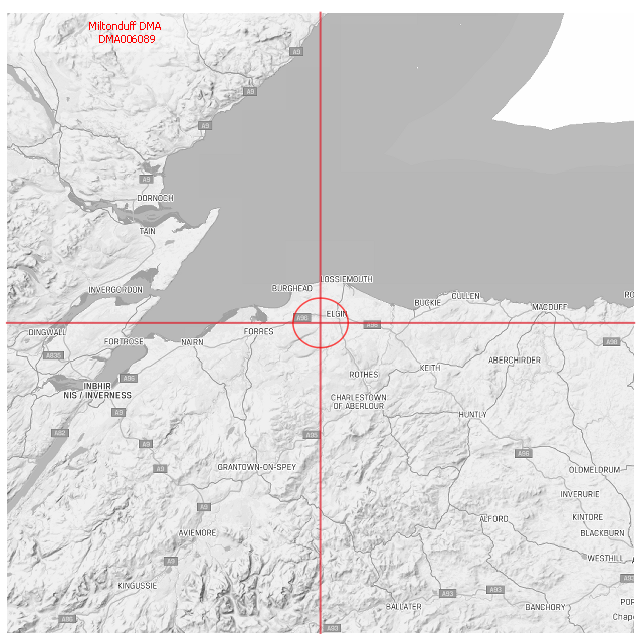 Miltonduff DMA
DMA006089
A9
A9
A9
A9
DORNOCH
TAIN
LOSSIEMOUTH
INVERGORDON
BURGHEAD
CULLEN
BUCKIE
MACDUFF
ELGIN
A96
A98
DINGWALL
FORRES
FORTROSE
NAIRN
A98
A835
ABERCHIRDER
KEITH
ROTHES
A96
INBHIR
NIS / INVERNESS
CHARLESTOWN
OF ABERLOUR
A9
HUNTLY
A82
A95
A9
A96
A9
GRANTOWN-ON-SPEY
OLDMELDRUM
INVERURIE
A9
KINTORE
ALFORD
AVIEMORE
BLACKBURN
A9
WESTHILL
KINGUSSIE
A93
A93
BALLATER
BANCHORY
A86
A93